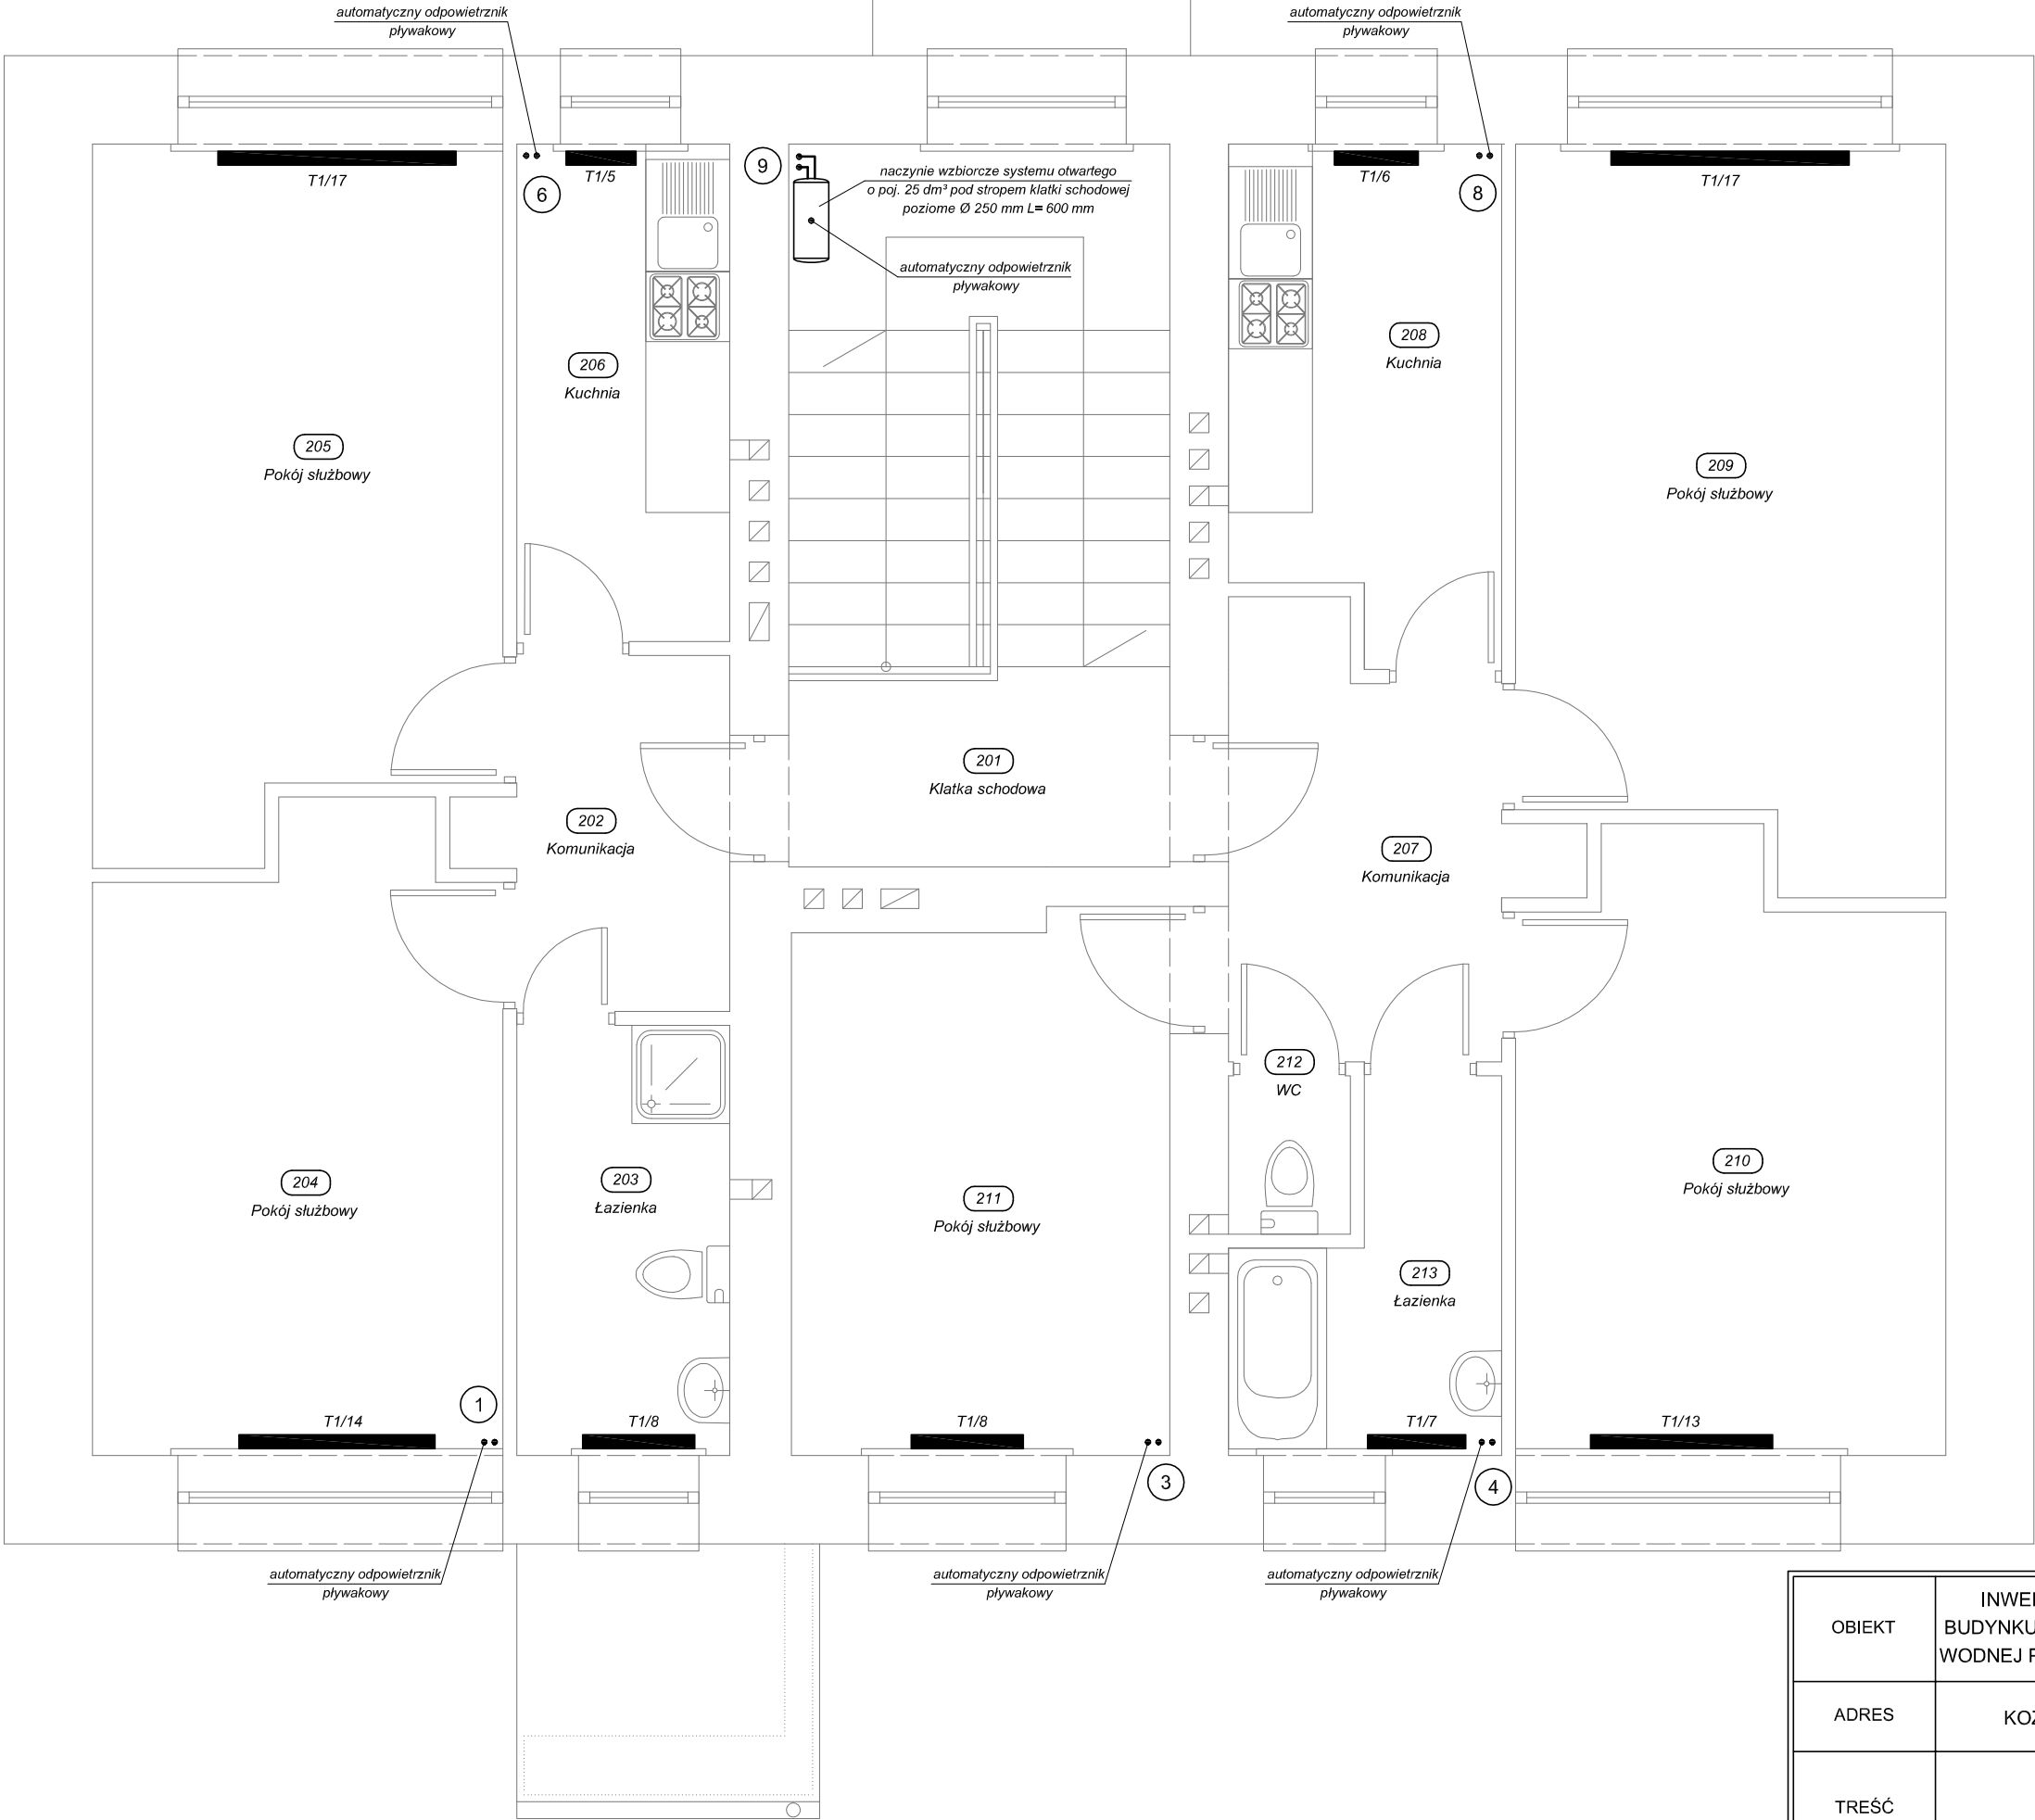 automatyczny odpowietrznik
pływakowy
automatyczny odpowietrznik
pływakowy
T1/17
6
T1/5
9
naczynie wzbiorcze systemu otwartego
o poj. 25 dm³ pod stropem klatki schodowej
poziome Ø 250 mm L= 600 mm
T1/6
8
T1/17
automatyczny odpowietrznik
pływakowy
206
Kuchnia
208
Kuchnia
205
Pokój służbowy
209
Pokój służbowy
201
Klatka schodowa
202
Komunikacja
207
Komunikacja
212
WC
204
Pokój służbowy
203
Łazienka
211
Pokój służbowy
210
Pokój służbowy
213
Łazienka
1
T1/14
T1/8
T1/8
T1/7
T1/13
3
4
automatyczny odpowietrznik
pływakowy
automatyczny odpowietrznik
pływakowy
automatyczny odpowietrznik
pływakowy
OBIEKT
BUDYNKU
WODNEJ
ADRES
TREŚĆ